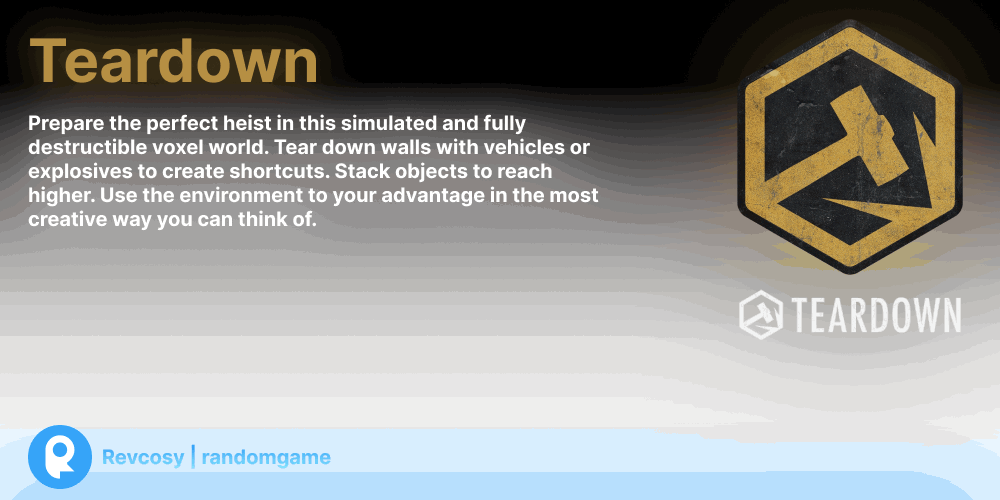 Teardown
Prepare the perfect heist in this simulated and fully
destructible voxel world. Tear down walls with vehicles or
explosives to create shortcuts. Stack objects to reach
higher. Use the environment to your advantage in the most
creative way you can think of.
TEARDOWN
Revcosy | randomgame